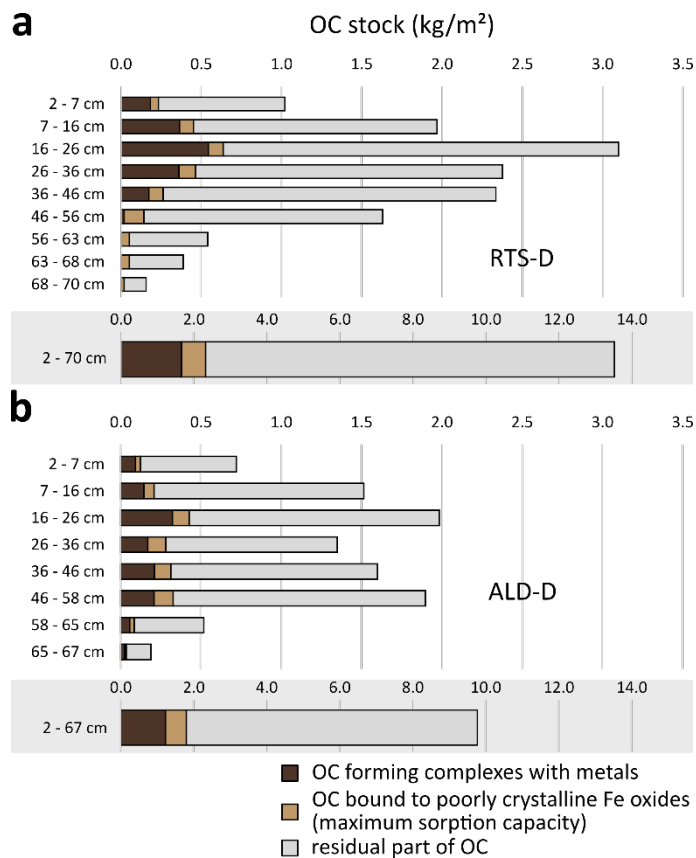 a
OC stock (kg/m²)
0.0 0.5 1.0 1.5 2.0 2.5 3.0 3.5
2 - 7 cm
7 - 16 cm
16 - 26 cm
26 - 36 cm
36 - 46 cm
46 - 56 cm
56 - 63 cm
63 - 68 cm
68 - 70 cm
RTS-D
0.0 2.0 4.0 6.0 8.0 10.0 12.0 14.0
2 - 70 cm
b
0.0 0.5 1.0 1.5 2.0 2.5 3.0 3.5
2 - 7 cm
7 - 16 cm
16 - 26 cm
26 - 36 cm
36 - 46 cm
46 - 58 cm
58 - 65 cm
65 - 67 cm
ALD-D
0.0 2.0 4.0 6.0 8.0 10.0 12.0 14.0
2 - 67 cm
OC forming complexes with metals
OC bound to poorly crystalline Fe oxides
(maximum sorption capacity)
residual part of OC